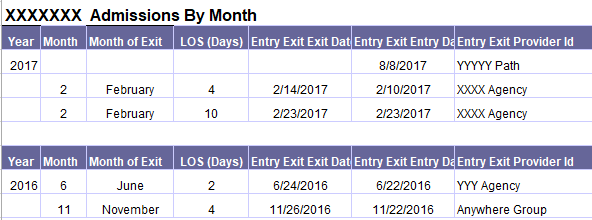 XXXXXXX Admissions By Month
Year Month Month of Exit LOS (Days) Entry Exit Exit Dat Entry Exit Entry Da Entry Exit Provider Id
2017 8/8/2017 YYYYY Path
2 February 4 2/14/2017 2/10/2017 XXXX Agency
2 February 10 2/23/2017 2/23/2017 XXXX Agency
Year Month Month of Exit LOS (Days) Entry Exit Exit Dat Entry Exit Entry Da Entry Exit Provider Id
2016 6 June 2 6/24/2016 6/22/2016 YYY Agency
11 November 4 11/26/2016 11/22/2016 Anywhere Group